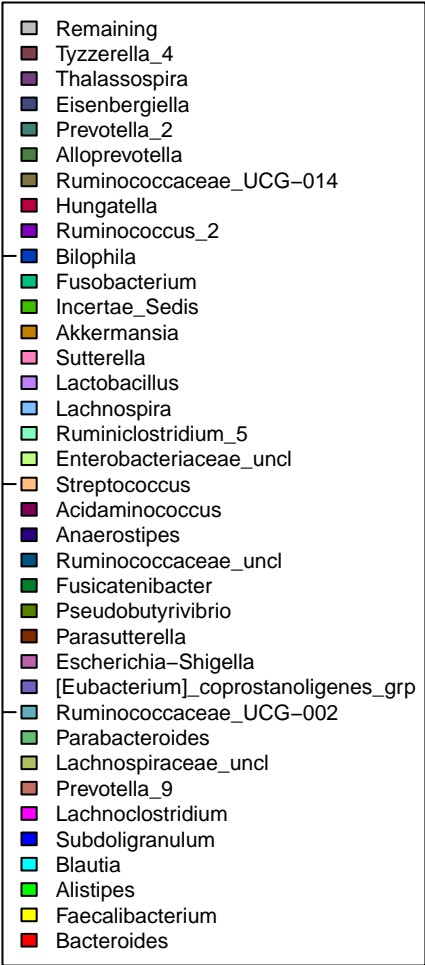 Remaining
Tyzzerella_4
Thalassospira
Eisenbergiella
Prevotella_2
Alloprevotella
Ruminococcaceae_UCG−014
Hungatella
Ruminococcus_2
Bilophila
Fusobacterium
Incertae_Sedis
Akkermansia
Sutterella
Lactobacillus
Lachnospira
Ruminiclostridium_5
Enterobacteriaceae_uncl
Streptococcus
Acidaminococcus
Anaerostipes
Ruminococcaceae_uncl
Fusicatenibacter
Pseudobutyrivibrio
Parasutterella
Escherichia−Shigella
[Eubacterium]_coprostanoligenes_grp
Ruminococcaceae_UCG−002
Parabacteroides
Lachnospiraceae_uncl
Prevotella_9
Lachnoclostridium
Subdoligranulum
Blautia
Alistipes
Faecalibacterium
Bacteroides